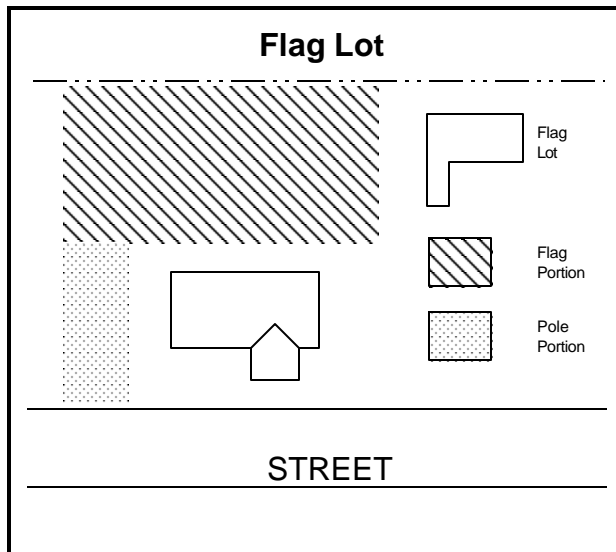 Flag Lot
Flag
Lot
Flag
Portion
Pole
Portion
STREET